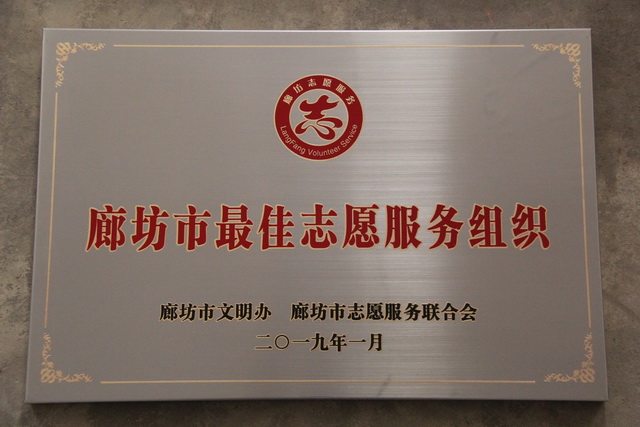 廊坊志愿服务
志
LangFang Volunteer Service
廊坊市最佳志愿服务组织
廊坊市文明办 廊坊市志愿服务联合会
二〇一九年一月